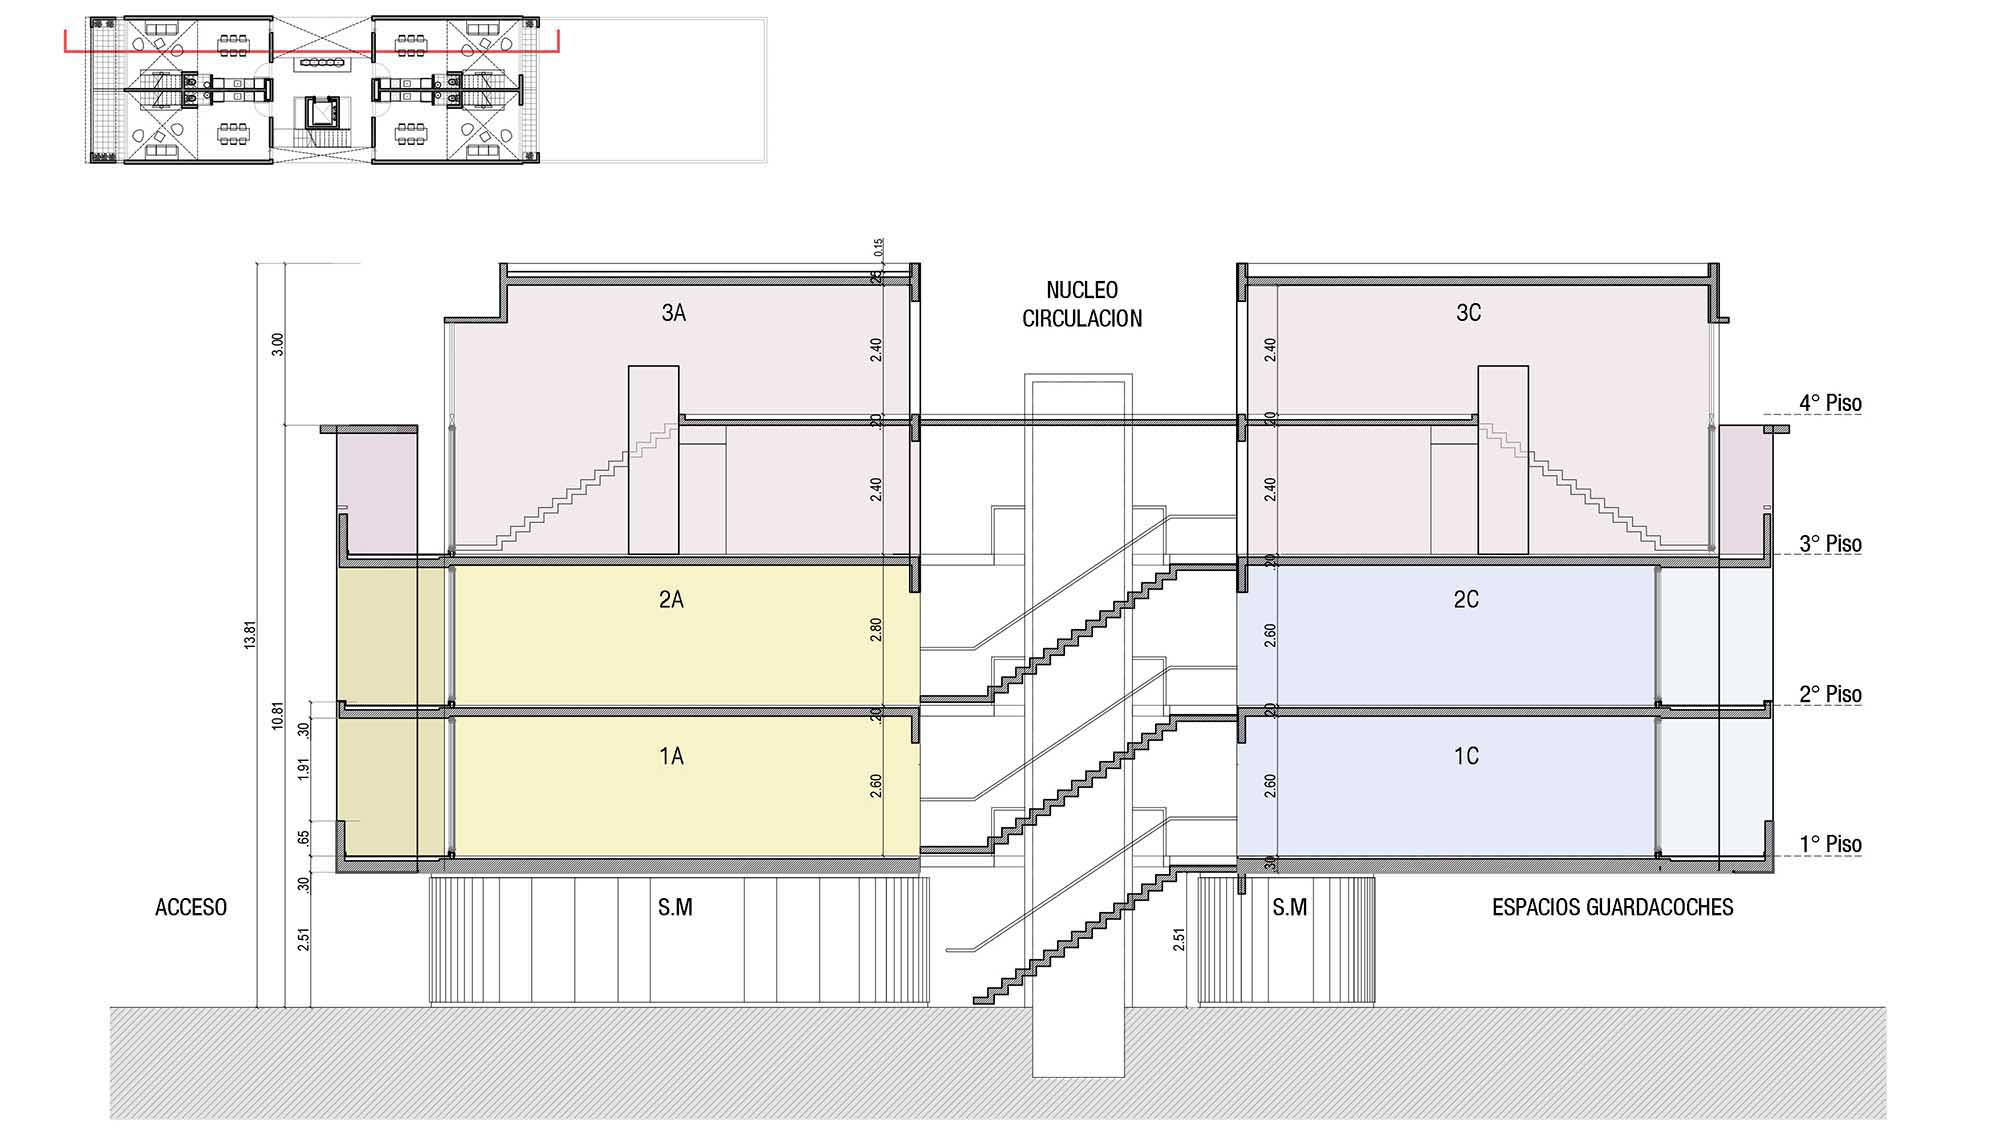 0.15
.25
NUCLEO
CIRCULACION
3A
3C
3.00
2.40
2.40
4° Piso
.20
.20
2.40
2.40
3° Piso
.20
2A
2C
13.81
2.80
2.60
2° Piso
10.81
.20
.20
.30
1A
1C
1.91
2.60
2.60
.65
1° Piso
.30
.30
ACCESO
S.M
S.M
ESPACIOS GUARDACOCHES
2.51
2.51